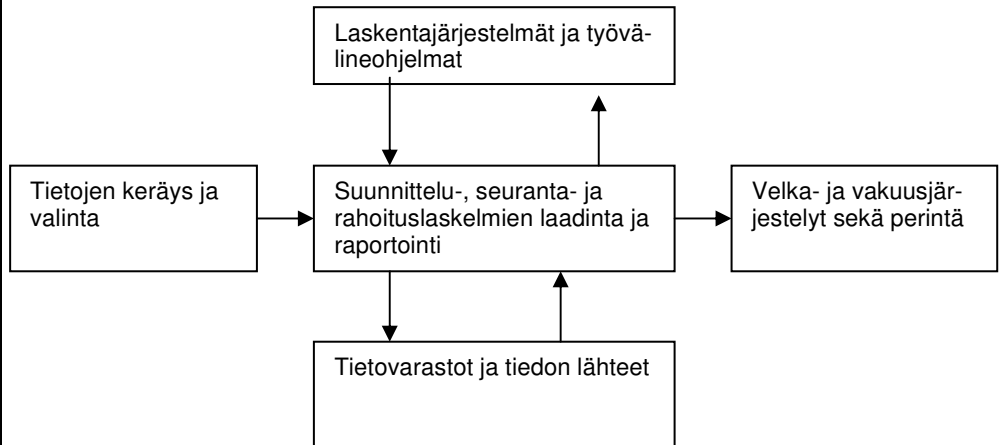 Laskentajärjestelmät ja työvä-
lineohjelmat
Tietojen keräys ja
valinta
Suunnittelu-, seuranta- ja
rahoituslaskelmien laadinta ja
raportointi
Velka- ja vakuusjär-
jestelyt sekä perintä
Tietovarastot ja tiedon lähteet